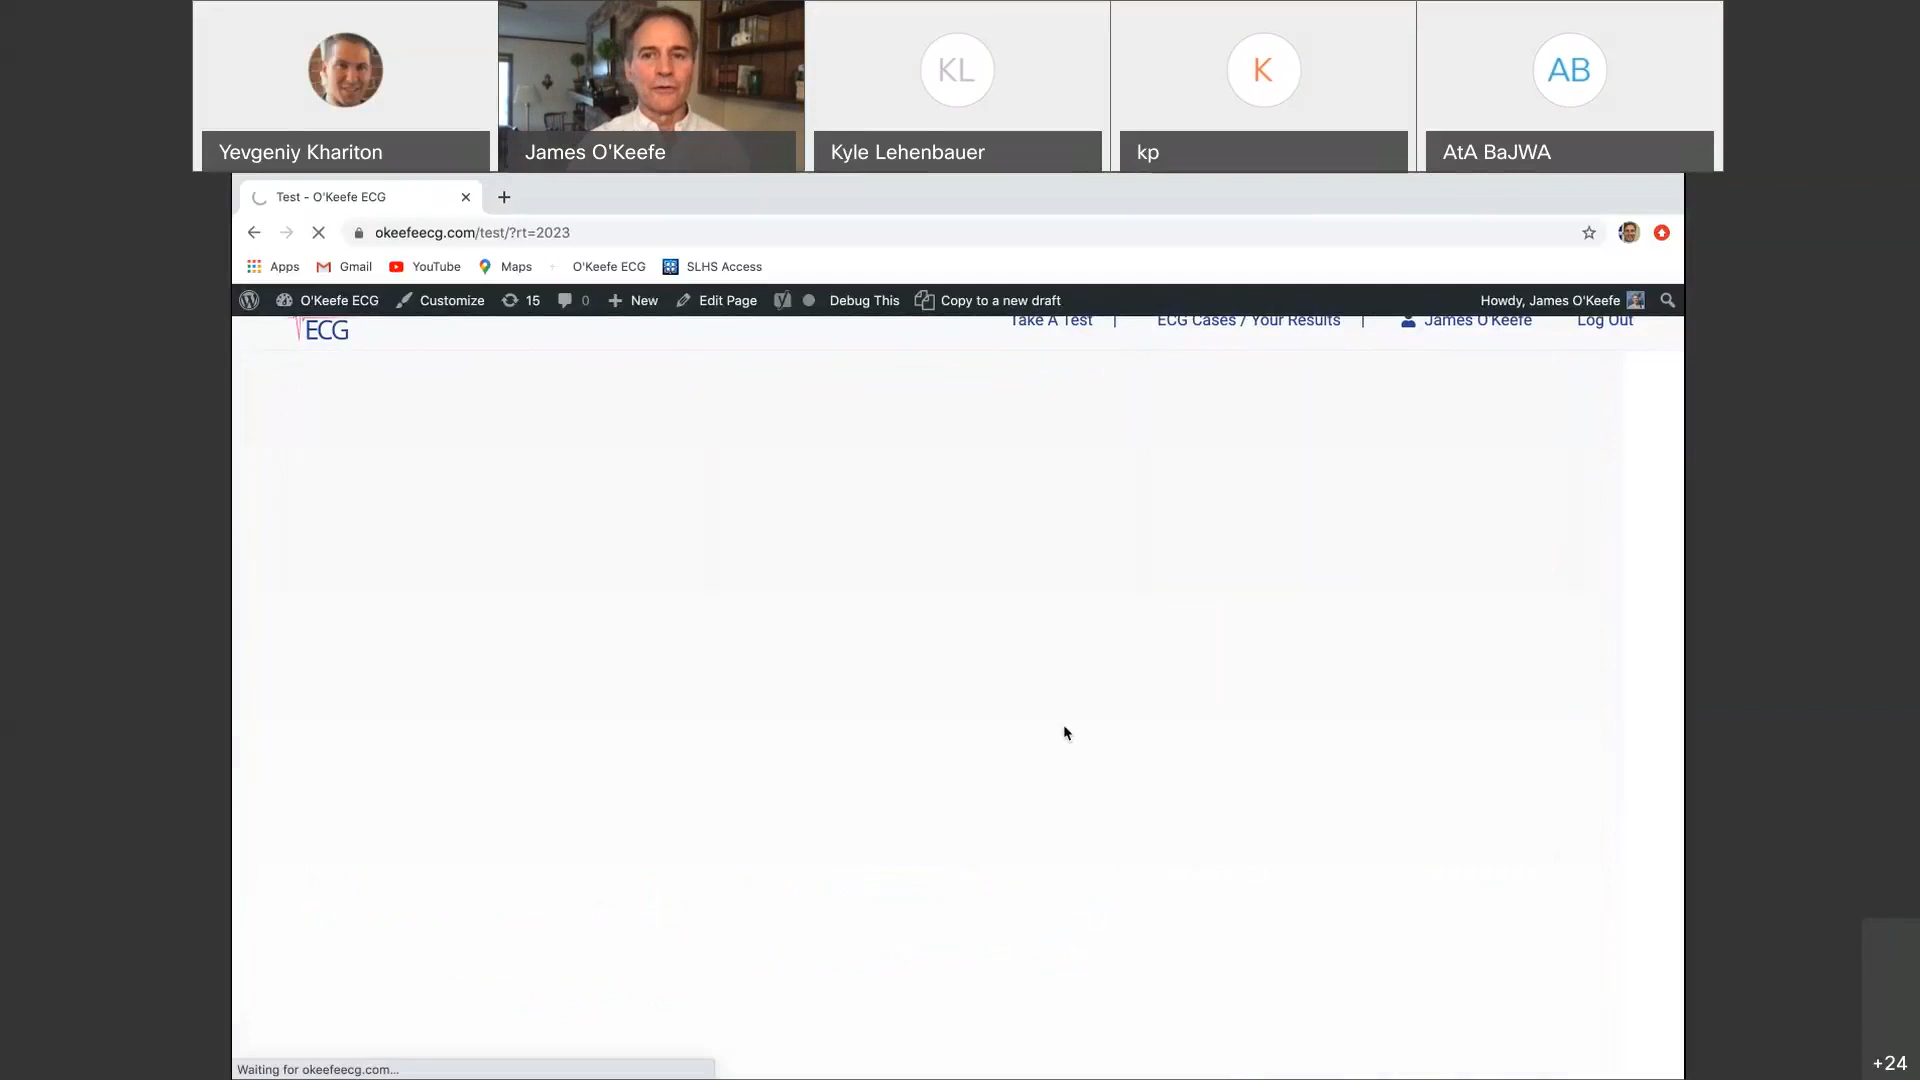 KL
K
AB
Yevgeniy Khariton
James O'Keefe
Kyle Lehenbauer
kp
AtA BaJWA
Test - O'Keefe ECG
okeefeecg.com/test/?rt=2023
Apps Gmail YouTube Maps O'Keefe ECG SLHS Access
O'Keefe ECG Customize 15 0 New Edit Page Debug This Copy to a new draft Howdy, James O'Keefe
ECG Take A Test | ECG Cases / Your Results | James O'Keefe Log Out
Waiting for okeefeecg.com...
+24